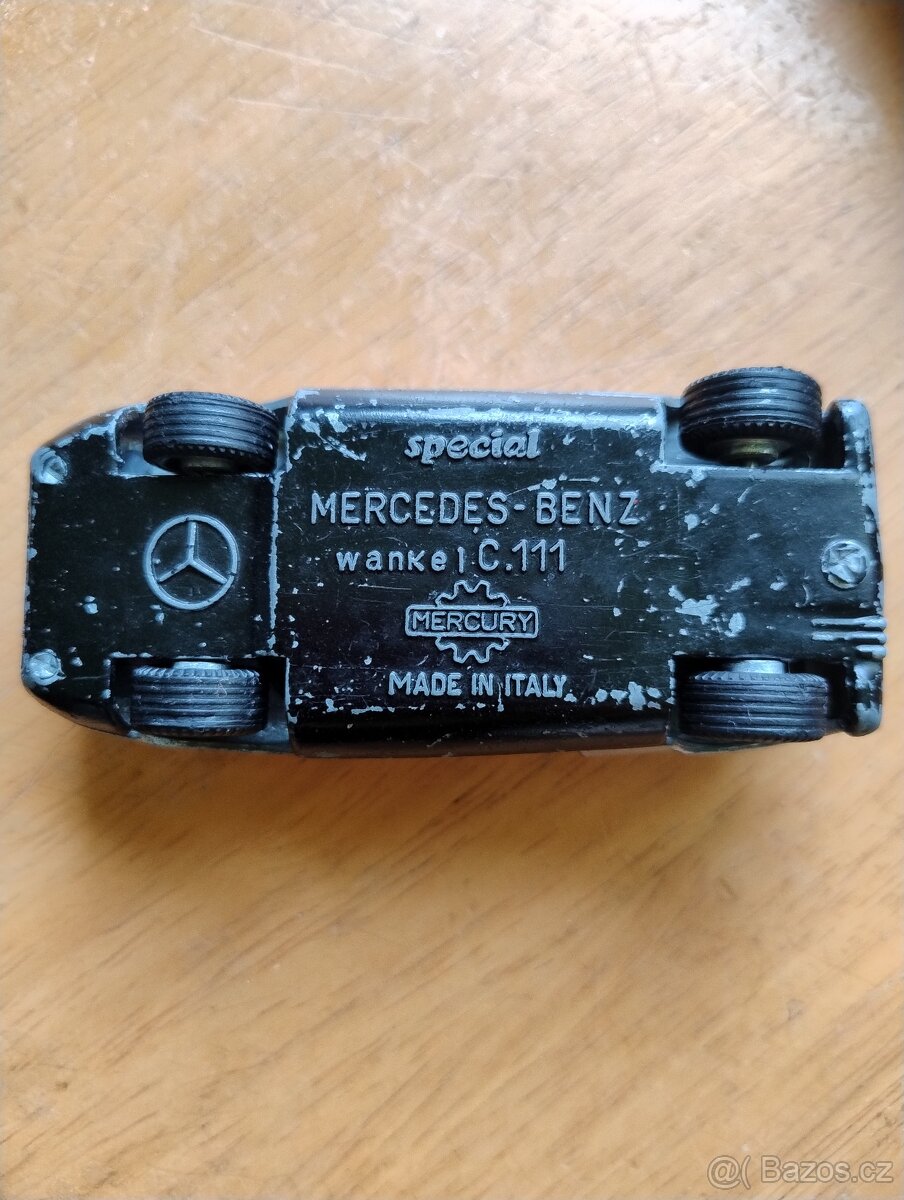 special
MERCEDES-BENZ
wankel C.111
MERCURY
MADE IN ITALY
@( Bazos.cz